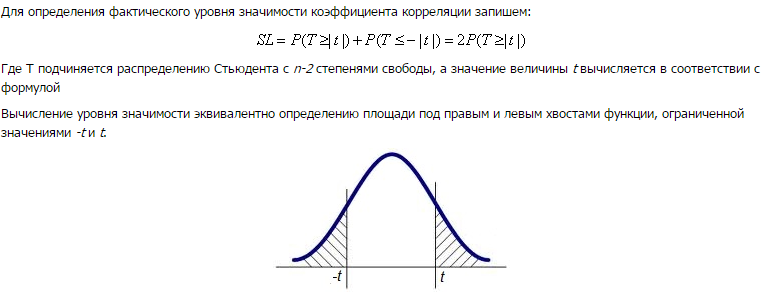 Для определения фактического уровня значимости коэффициента корреляции запишем:
SL = P(T ≥| t |) + P(T ≤ − | t |) = 2P(T ≥| t |)
Где T подчиняется распределению Стьюдента с n-2 степенями свободы, а значение величины t вычисляется в соответствии с
формулой
Вычисление уровня значимости эквивалентно определению площади под правым и левым хвостами функции, ограниченной
значениями -t и t.
-t t